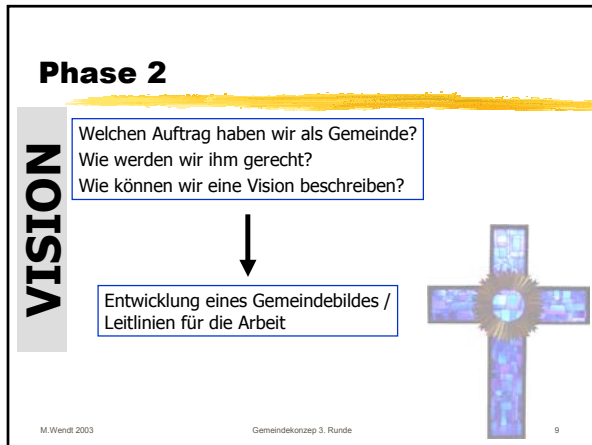 Phase 2
VISION
Welchen Auftrag haben wir als Gemeinde?
Wie werden wir ihm gerecht?
Wie können wir eine Vision beschreiben?
Entwicklung eines Gemeindebildes /
Leitlinien für die Arbeit
M.Wendt 2003
Gemeindekonzep 3. Runde
9